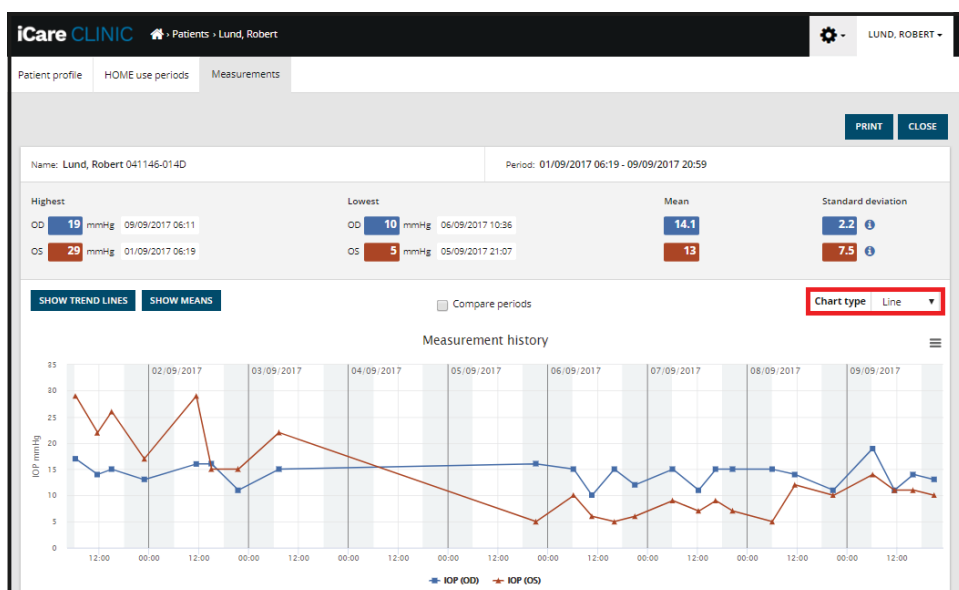 iCare CLINIC › Patients › Lund, Robert LUND, ROBERT
Patient profile HOME use periods Measurements
PRINT CLOSE
Name: Lund, Robert 041146-014D Period: 01/09/2017 06:19 - 09/09/2017 20:59
Highest Lowest Mean Standard deviation
OD 19 mmHg 09/09/2017 06:11 OD 10 mmHg 06/09/2017 10:36 14.1 2.2
OS 29 mmHg 01/09/2017 06:19 OS 5 mmHg 05/09/2017 21:07 13 7.5
SHOW TREND LINES SHOW MEANS Compare periods Chart type Line
Measurement history
35 02/09/2017 03/09/2017 04/09/2017 05/09/2017 06/09/2017 07/09/2017 08/09/2017 09/09/2017
30
25
20
IOP mmHg
15
10
5
0
12:00 00:00 12:00 00:00 12:00 00:00 12:00 00:00 12:00 00:00 12:00 00:00 12:00 00:00 12:00 00:00 12:00
IOP (OD) IOP (OS)